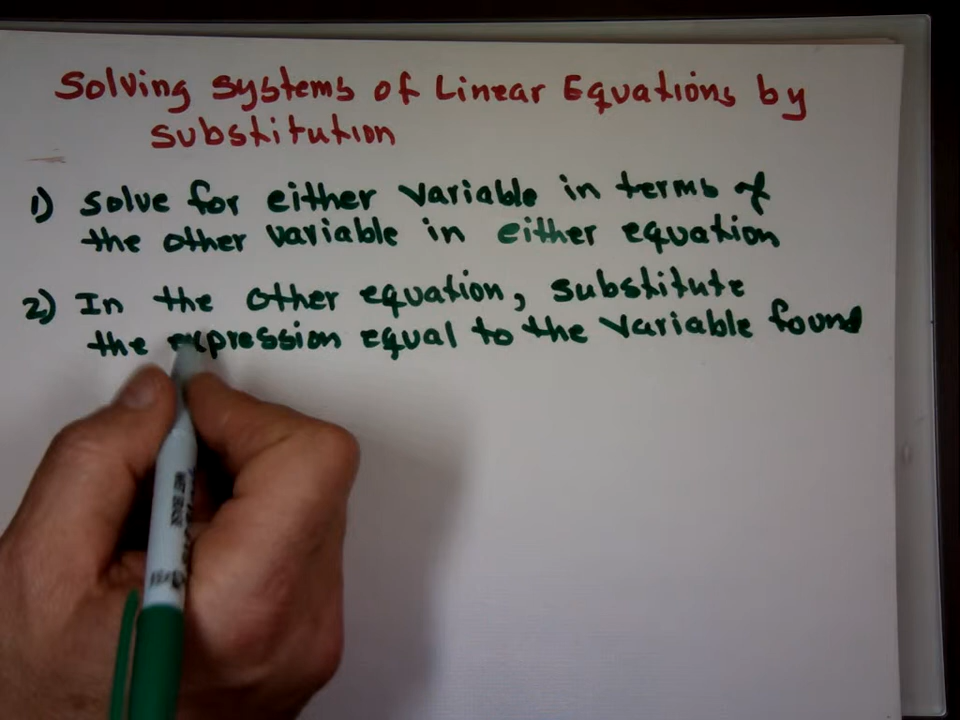 Solving Systems of Linear Equations by
substitution
1) solve for either variable in terms of
the other variable in either equation
2) In the other equation, substitute
the expression equal to the variable found